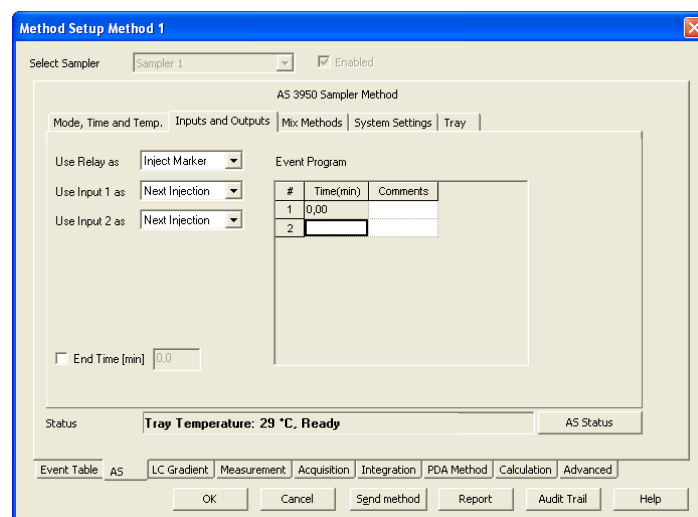 Method Setup Method 1
Select Sampler Sampler 1 Enabled
AS 3950 Sampler Method
Mode, Time and Temp. Inputs and Outputs Mix Methods System Settings Tray
Use Relay as Inject Marker Event Program
Use Input 1 as Next Injection # Time(min) Comments
1 0,00
Use Input 2 as Next Injection
2
End Time [min] 0,0
Status Tray Temperature: 29 °C, Ready AS Status
Event Table AS LC Gradient Measurement Acquisition Integration PDA Method Calculation Advanced
OK Cancel Send method Report Audit Trail Help